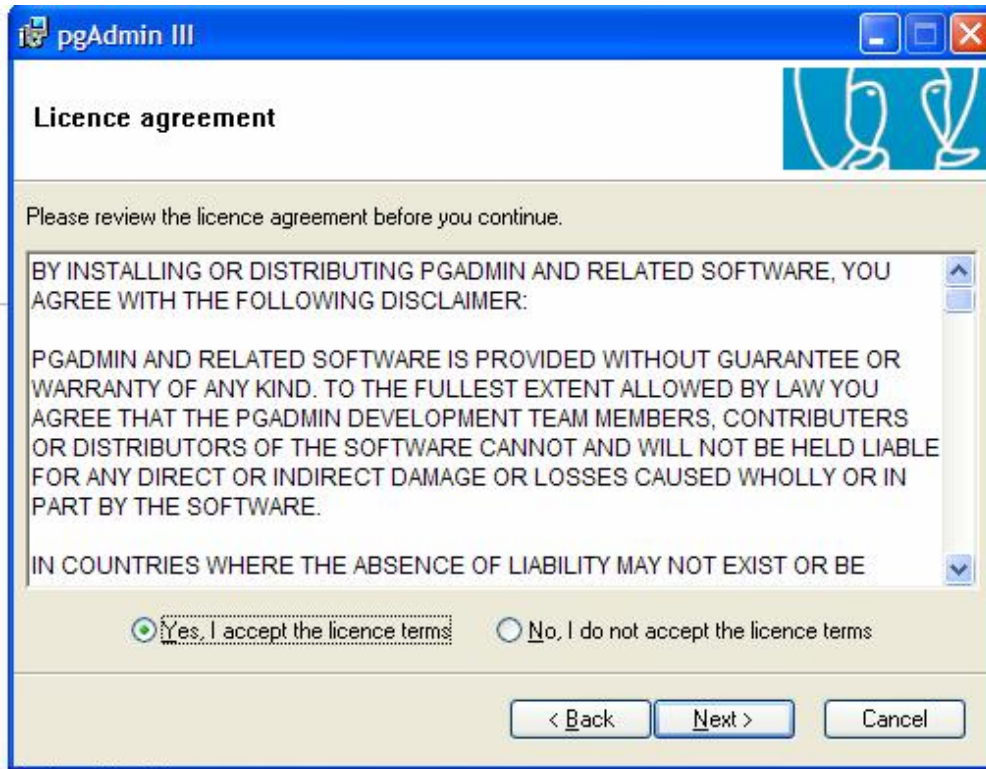 pgAdmin III
Licence agreement
Please review the licence agreement before you continue.
BY INSTALLING OR DISTRIBUTING PGADMIN AND RELATED SOFTWARE, YOU
AGREE WITH THE FOLLOWING DISCLAIMER:
PGADMIN AND RELATED SOFTWARE IS PROVIDED WITHOUT GUARANTEE OR
WARRANTY OF ANY KIND. TO THE FULLEST EXTENT ALLOWED BY LAW YOU
AGREE THAT THE PGADMIN DEVELOPMENT TEAM MEMBERS, CONTRIBUTERS
OR DISTRIBUTORS OF THE SOFTWARE CANNOT AND WILL NOT BE HELD LIABLE
FOR ANY DIRECT OR INDIRECT DAMAGE OR LOSSES CAUSED WHOLLY OR IN
PART BY THE SOFTWARE.
IN COUNTRIES WHERE THE ABSENCE OF LIABILITY MAY NOT EXIST OR BE
Yes, I accept the licence terms No, I do not accept the licence terms
< Back Next > Cancel